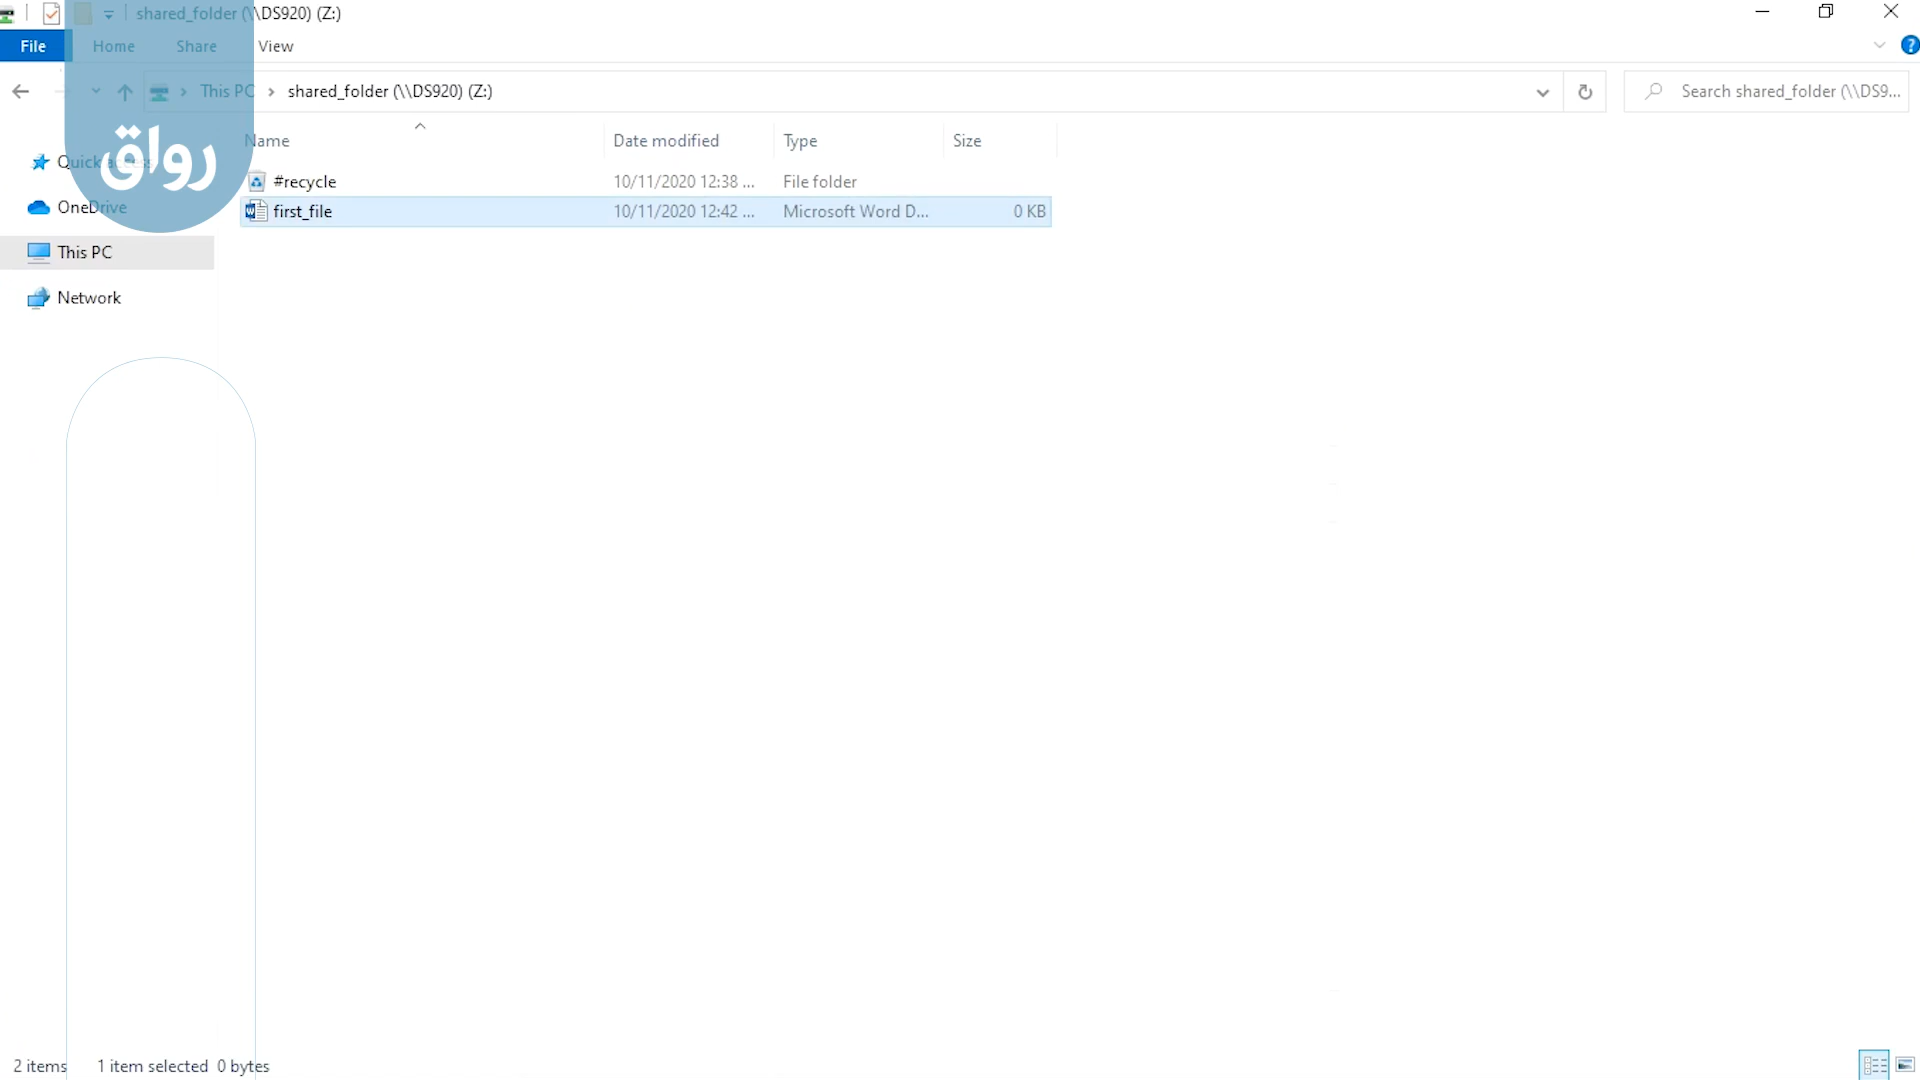 shared_folder (\\DS920) (Z:)
File Home Share View
This PC › shared_folder (\\DS920) (Z:)
Search shared_folder (\\DS9...
رواق
Name Date modified Type Size
#recycle 10/11/2020 12:38 ... File folder
first_file 10/11/2020 12:42 ... Microsoft Word D... 0 KB
Quick access
OneDrive
This PC
Network
2 items 1 item selected 0 bytes